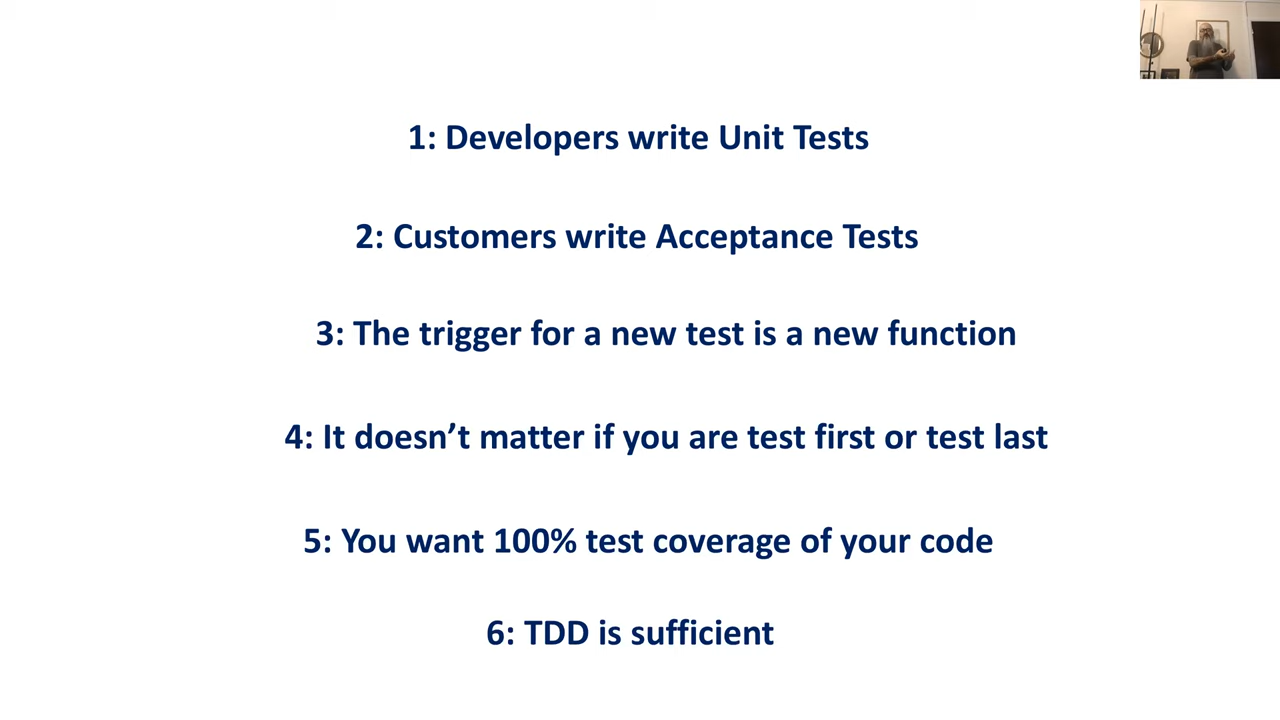 1: Developers write Unit Tests
2: Customers write Acceptance Tests
3: The trigger for a new test is a new function
4: It doesn’t matter if you are test first or test last
5: You want 100% test coverage of your code
6: TDD is sufficient